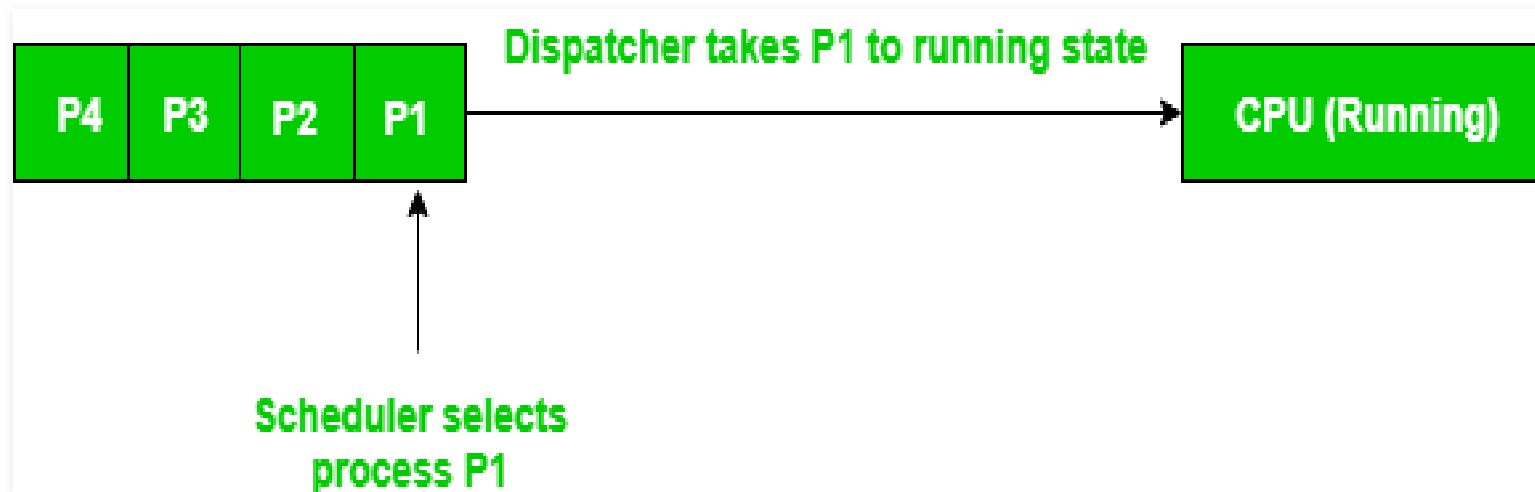 Dispatcher takes P1 to running state
P4 P3 P2 P1
CPU (Running)
Scheduler selects
process P1